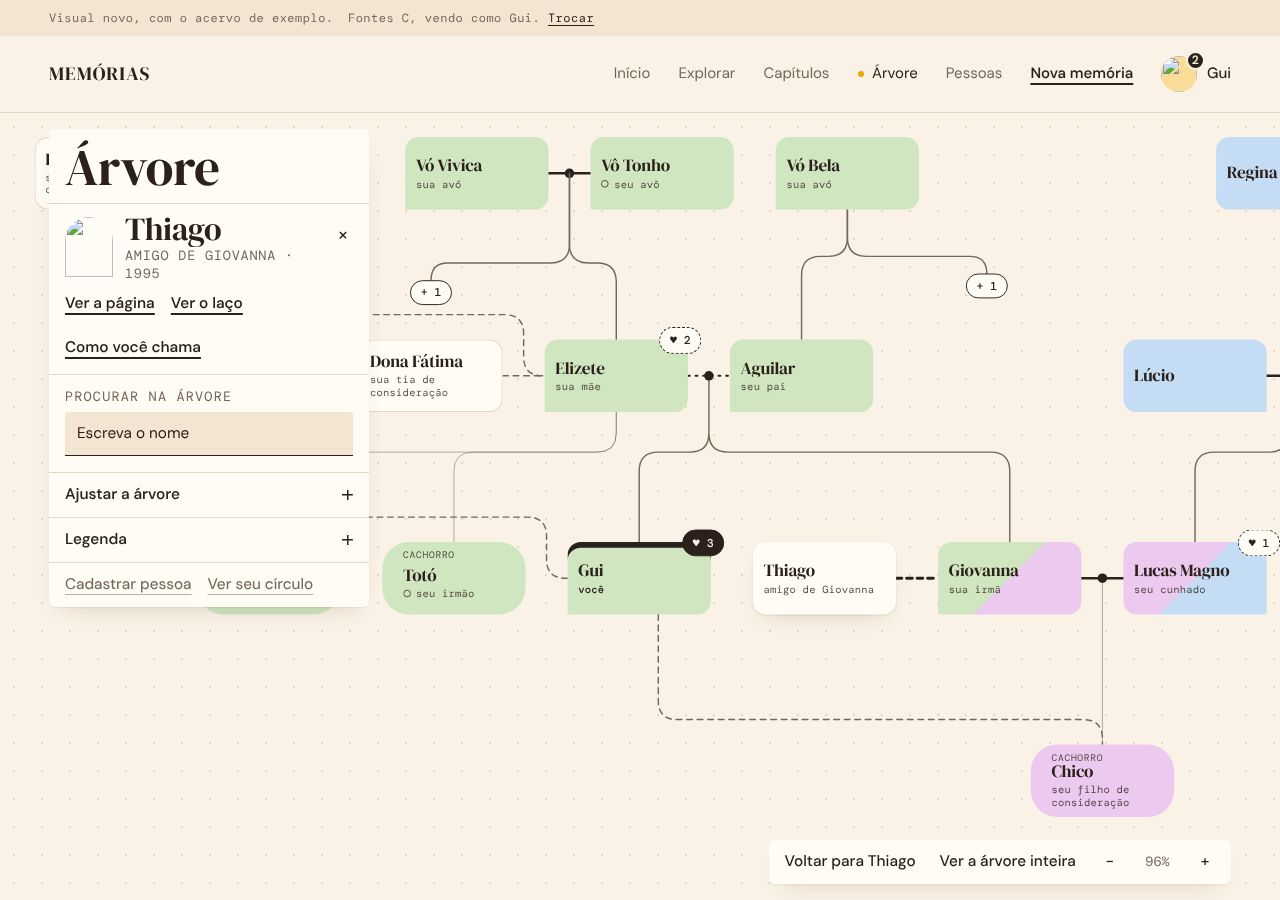 Visual novo, com o acervo de exemplo. Fontes C, vendo como Gui. Trocar
MEMÓRIAS
Início
Explorar
Capítulos
Árvore
Pessoas
Nova memória
2
Gui
Árvore
Thiago
×
AMIGO DE GIOVANNA ·
1995
Ver a página
Ver o laço
Como você chama
PROCURAR NA ÁRVORE
Escreva o nome
Ajustar a árvore +
Legenda +
Cadastrar pessoa
Ver seu círculo
Vó Vivica
sua avó
Vô Tonho
seu avô
Vó Bela
sua avó
Regina
+ 1
+ 1
Dona Fátima
sua tia de
consideração
Elizete
sua mãe
♥ 2
Aguilar
seu pai
Lúcio
CACHORRO
Totó
seu irmão
Gui
você
♥ 3
Thiago
amigo de Giovanna
Giovanna
sua irmã
Lucas Magno
seu cunhado
♥ 1
CACHORRO
Chico
seu filho de
consideração
Voltar para Thiago
Ver a árvore inteira
− 96% +